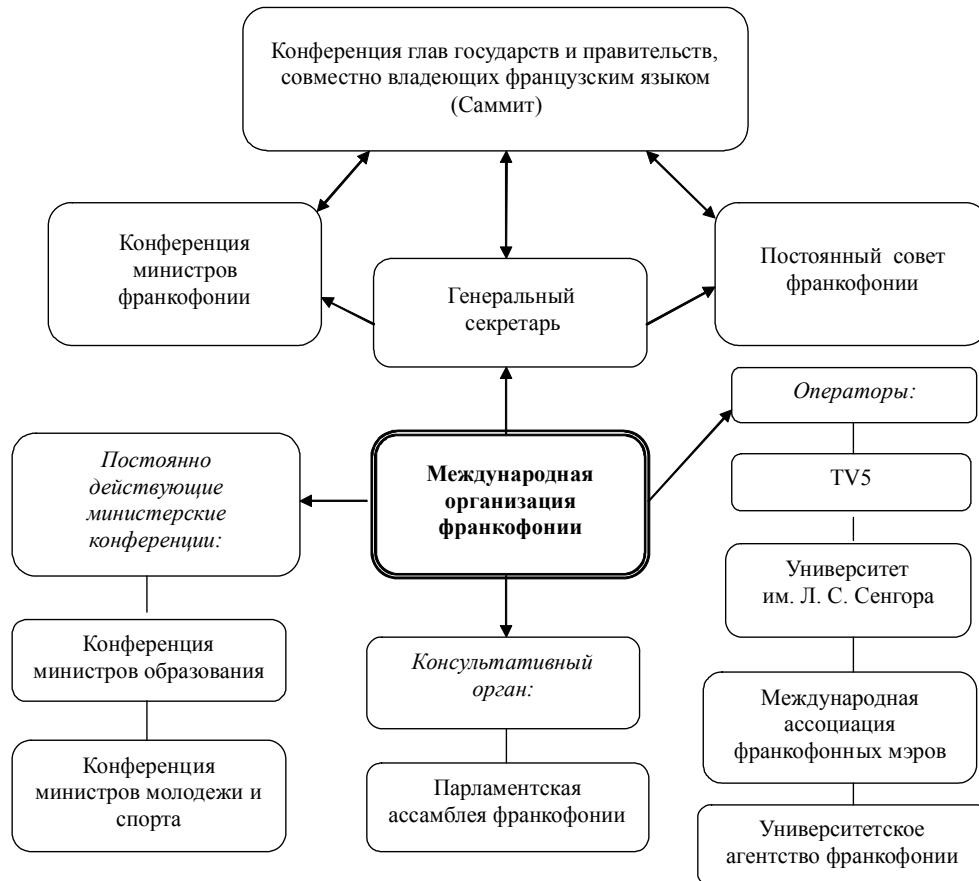 Конференция глав государств и правительств,
совместно владеющих французским языком
(Саммит)
Конференция
министров
франкофонии
Генеральный
секретарь
Постоянный совет
франкофонии
Операторы:
Постоянно
действующие
министерские
конференции:
Международная
организация
франкофонии
TV5
Университет
им. Л. С. Сенгора
Конференция
министров образования
Консультативный
орган:
Международная
ассоциация
франкофонных мэров
Конференция
министров молодежи и
спорта
Парламентская
ассамблея франкофонии
Университетское
агентство франкофонии